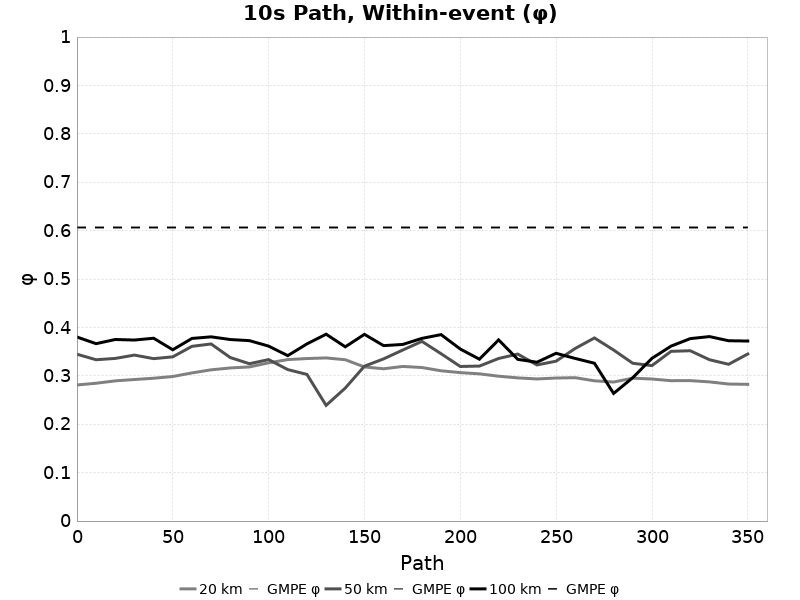 10s Path, Within-event (φ)
1
0.9
0.8
0.7
0.6
0.5
0.4
0.3
0.2
0.1
0
φ
0 50 100 150 200 250 300 350
Path
20 km GMPE φ 50 km GMPE φ 100 km GMPE φ